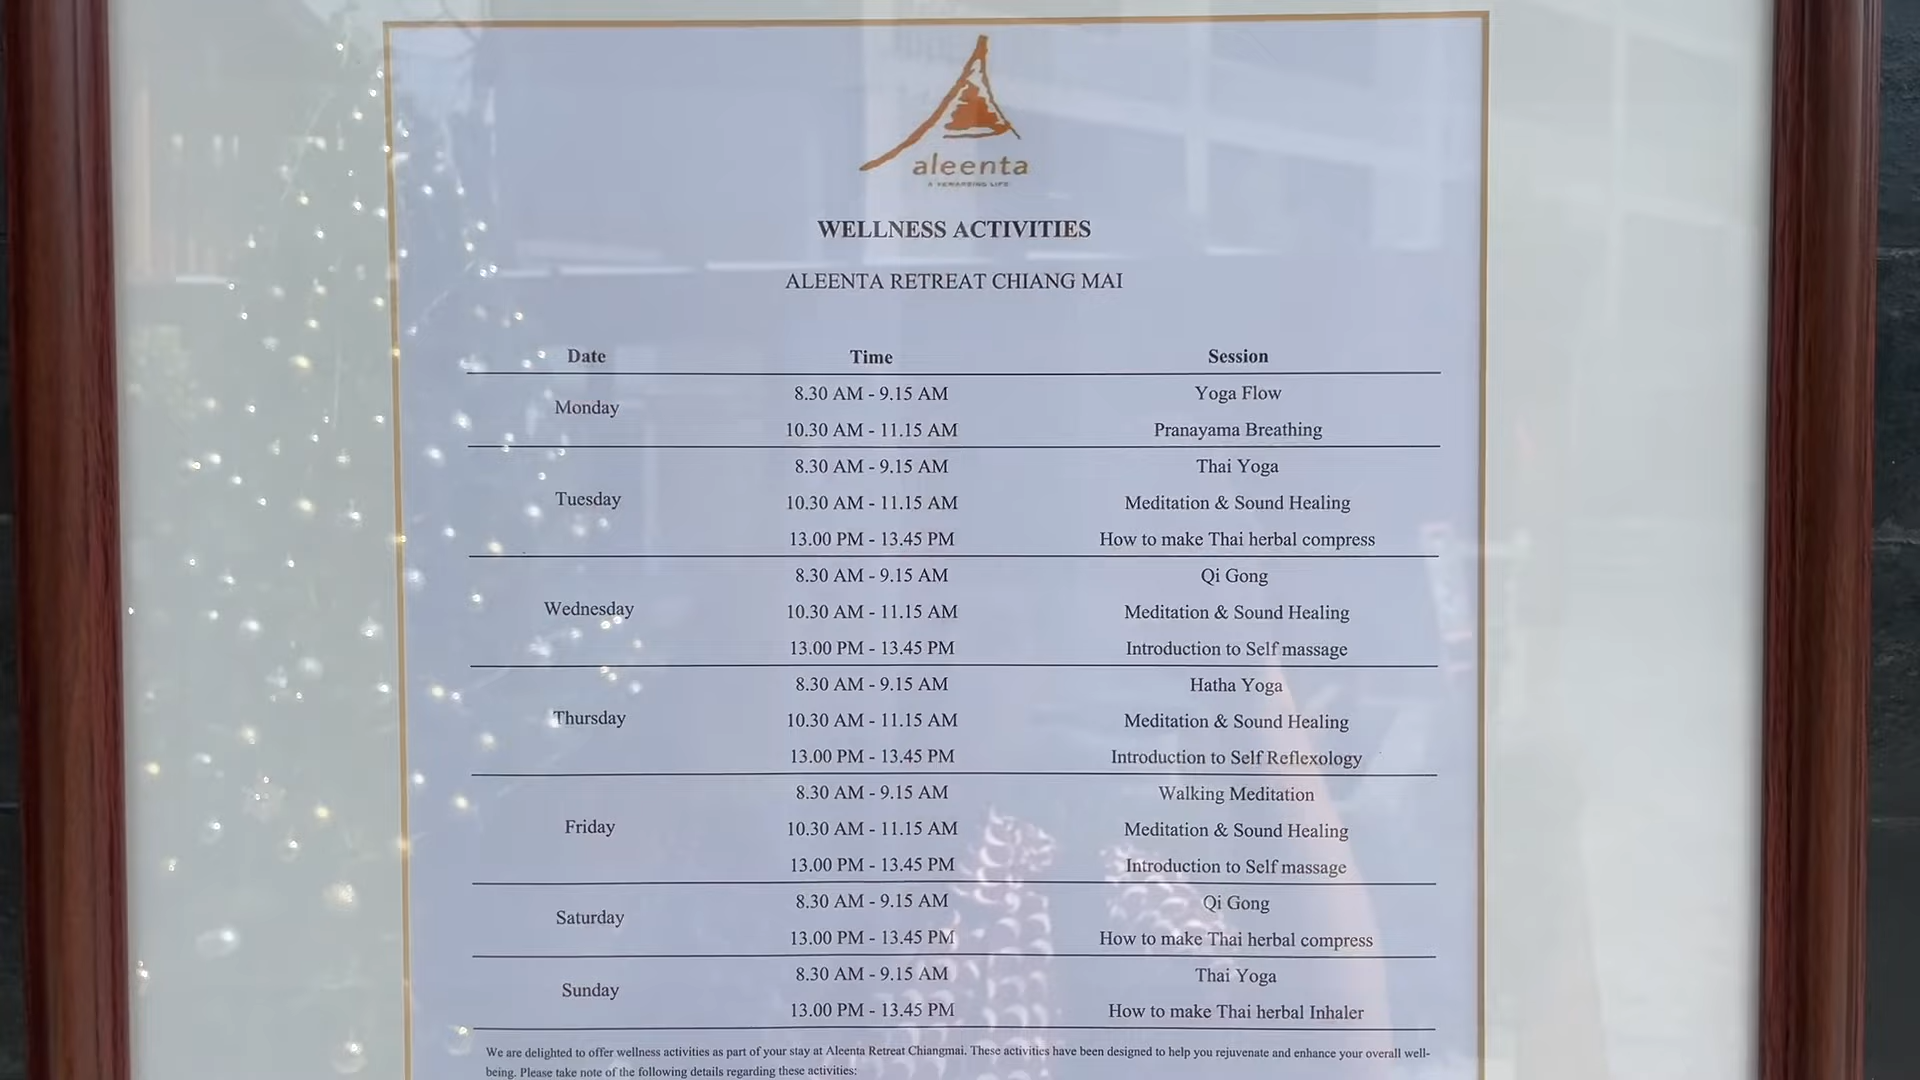 aleenta
A REWARDING LIFE
WELLNESS ACTIVITIES
ALEENTA RETREAT CHIANG MAI
Date Time Session
Monday
8.30 AM - 9.15 AM Yoga Flow
10.30 AM - 11.15 AM Pranayama Breathing
Tuesday
8.30 AM - 9.15 AM Thai Yoga
10.30 AM - 11.15 AM Meditation & Sound Healing
13.00 PM - 13.45 PM How to make Thai herbal compress
Wednesday
8.30 AM - 9.15 AM Qi Gong
10.30 AM - 11.15 AM Meditation & Sound Healing
13.00 PM - 13.45 PM Introduction to Self massage
Thursday
8.30 AM - 9.15 AM Hatha Yoga
10.30 AM - 11.15 AM Meditation & Sound Healing
13.00 PM - 13.45 PM Introduction to Self Reflexology
Friday
8.30 AM - 9.15 AM Walking Meditation
10.30 AM - 11.15 AM Meditation & Sound Healing
13.00 PM - 13.45 PM Introduction to Self massage
Saturday
8.30 AM - 9.15 AM Qi Gong
13.00 PM - 13.45 PM How to make Thai herbal compress
Sunday
8.30 AM - 9.15 AM Thai Yoga
13.00 PM - 13.45 PM How to make Thai herbal Inhaler
We are delighted to offer wellness activities as part of your stay at Aleenta Retreat Chiangmai. These activities have been designed to help you rejuvenate and enhance your overall well-
being. Please take note of the following details regarding these activities: